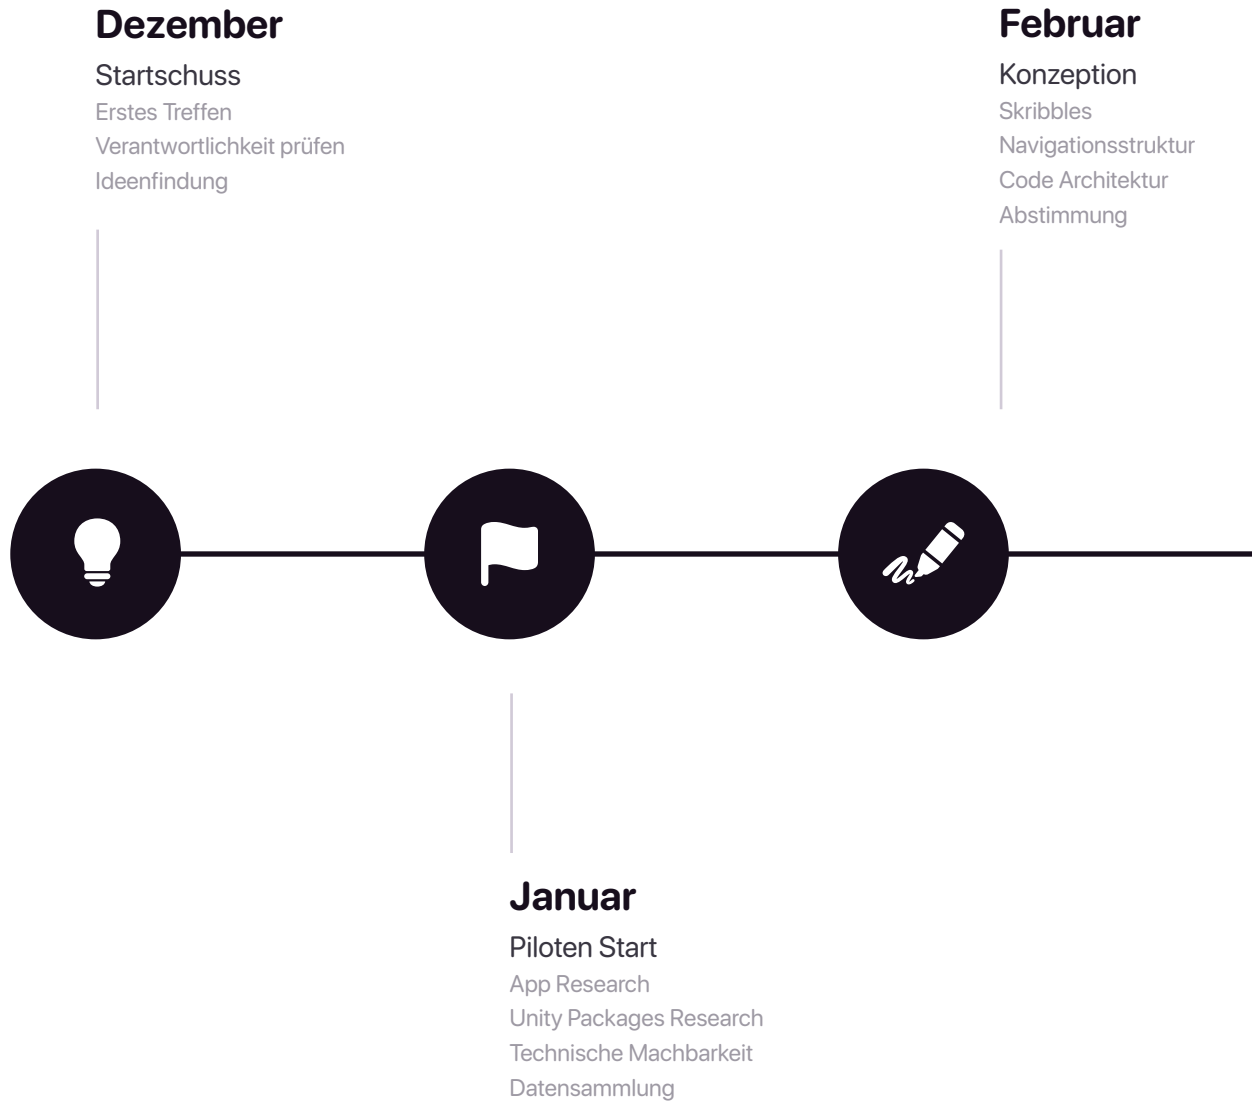 Dezember
Startschuss
Erstes Treffen
Verantwortlichkeit prüfen
Ideenfindung
Januar
Piloten Start
App Research
Unity Packages Research
Technische Machbarkeit
Datensammlung
Februar
Konzeption
Skribbles
Navigationsstruktur
Code Architektur
Abstimmung